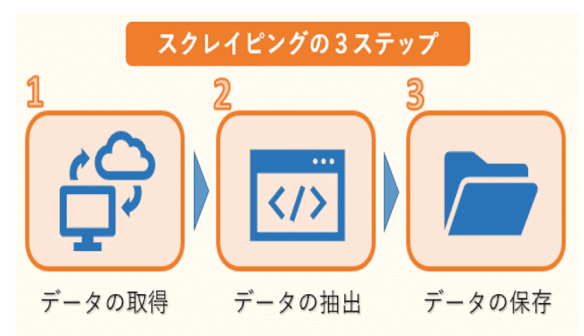 スクレイピングの3ステップ
1
2
3
</>
データの取得
データの抽出
データの保存